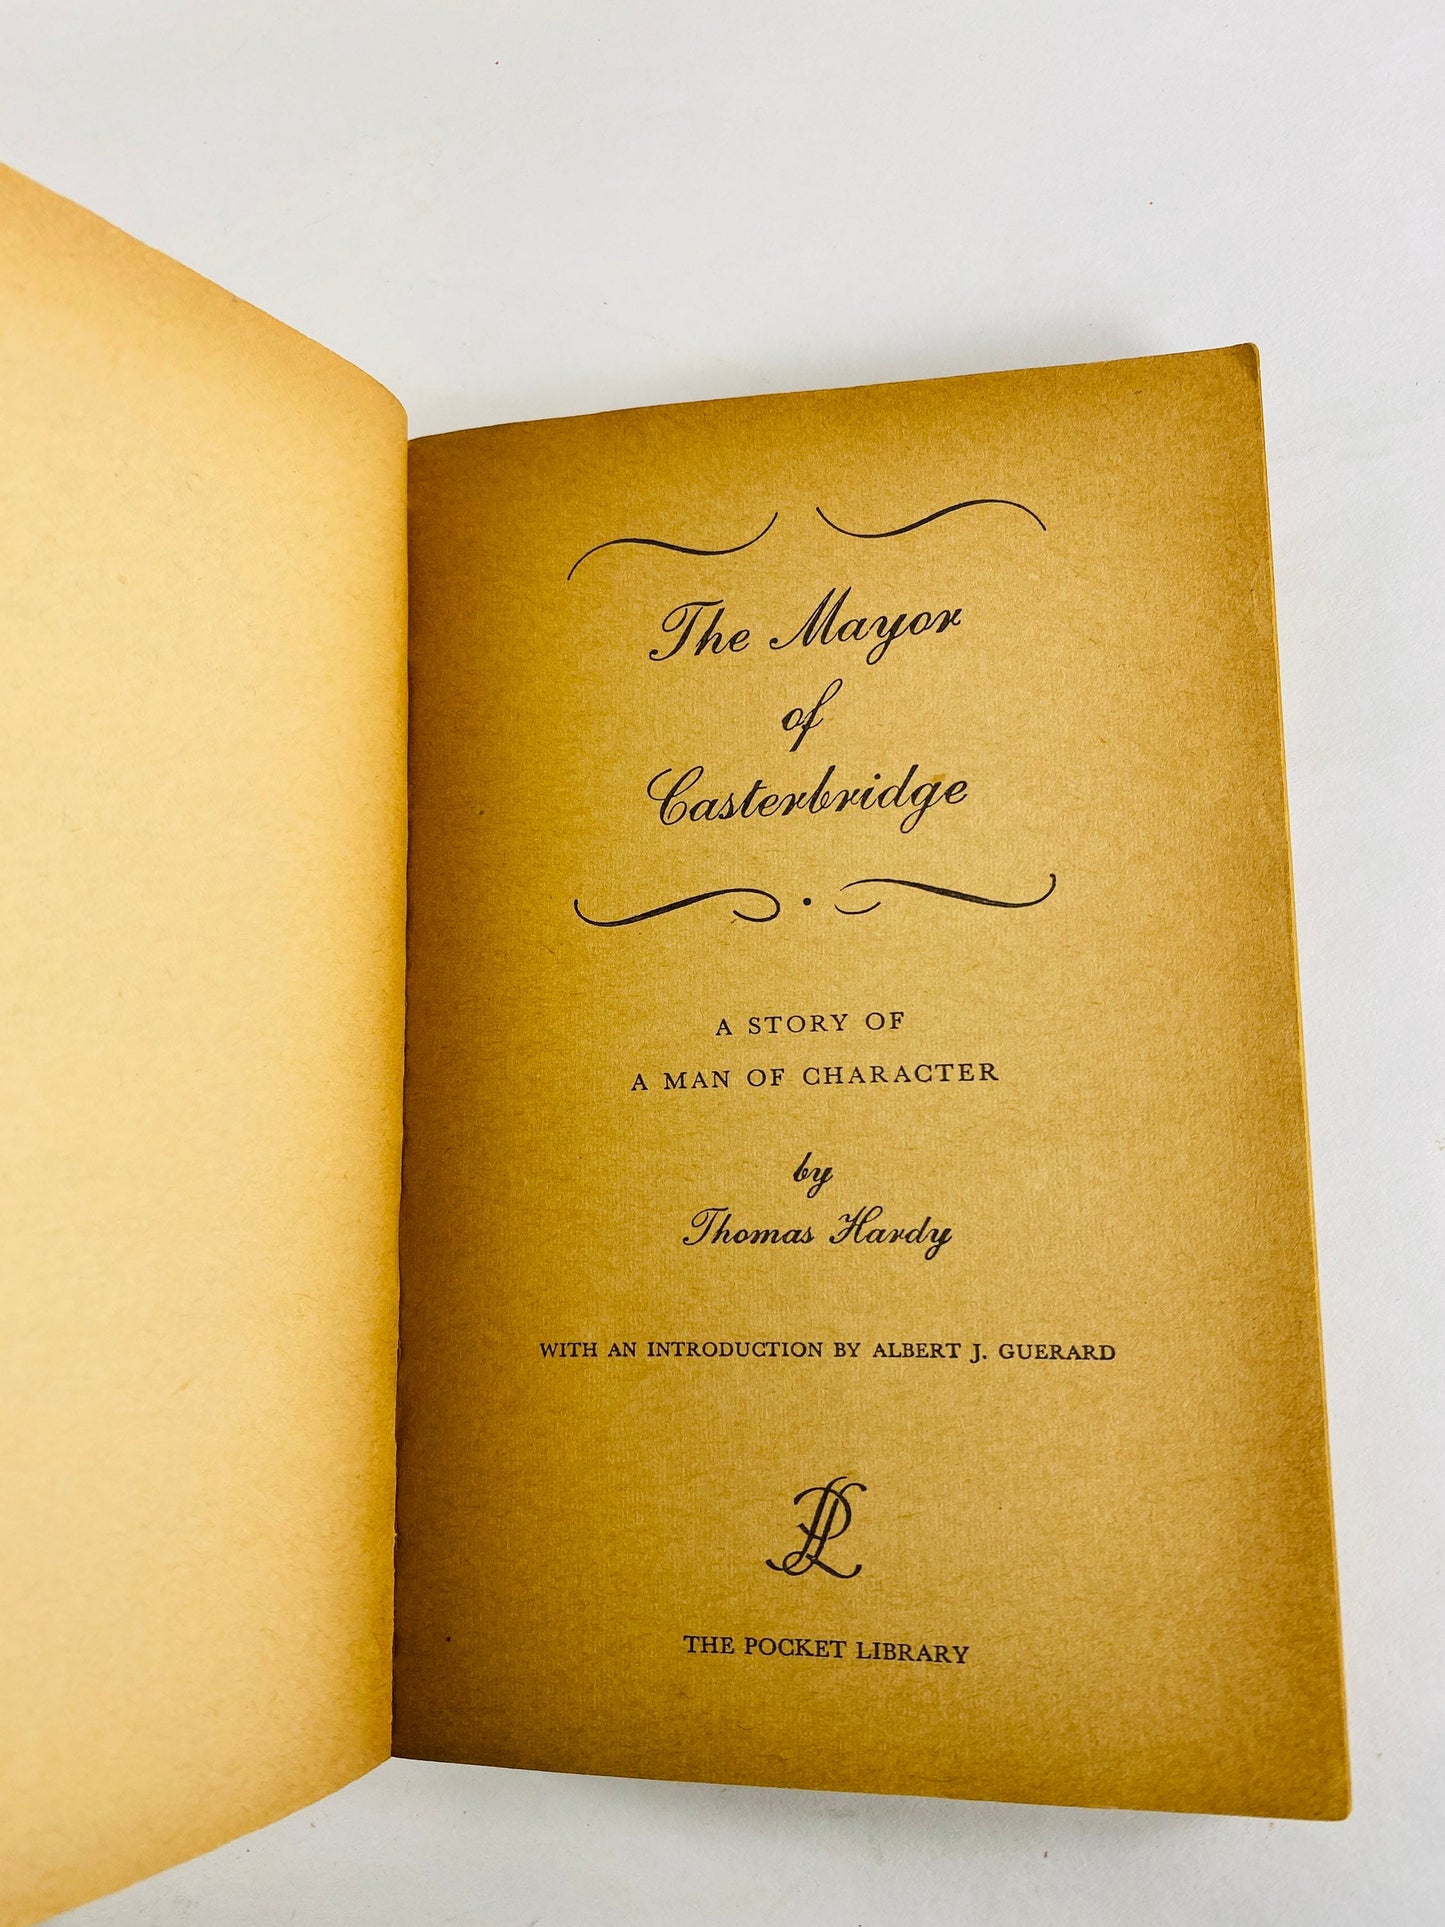 The Mayor
of
Casterbridge
A STORY OF
A MAN OF CHARACTER
by
Thomas Hardy
WITH AN INTRODUCTION BY ALBERT J. GUERARD
PL
THE POCKET LIBRARY